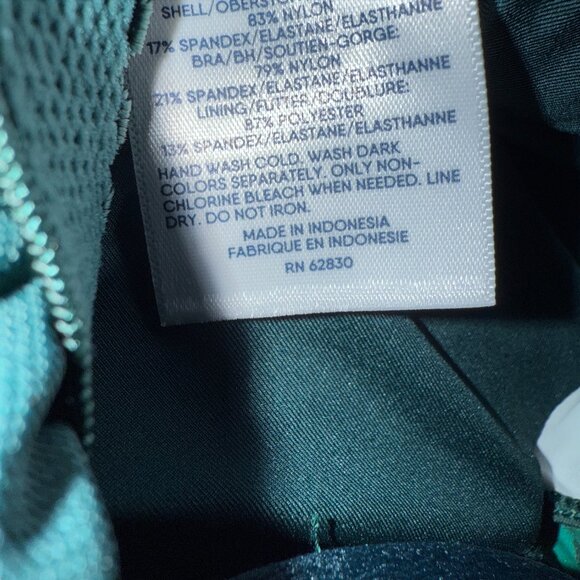 SHELL/OBERSTO
83% NYLON
17% SPANDEX/ELASTANE/ELASTHANNE
BRA/BH/SOUTIEN-GORGE:
79% NYLON
21% SPANDEX/ELASTANE/ELASTHANNE
LINING/FUTTER/DOUBLURE:
87% POLYESTER
13% SPANDEX/ELASTANE/ELASTHANNE
HAND WASH COLD. WASH DARK
COLORS SEPARATELY. ONLY NON-
CHLORINE BLEACH WHEN NEEDED. LINE
DRY. DO NOT IRON.
MADE IN INDONESIA
FABRIQUE EN INDONESIE
RN 62830